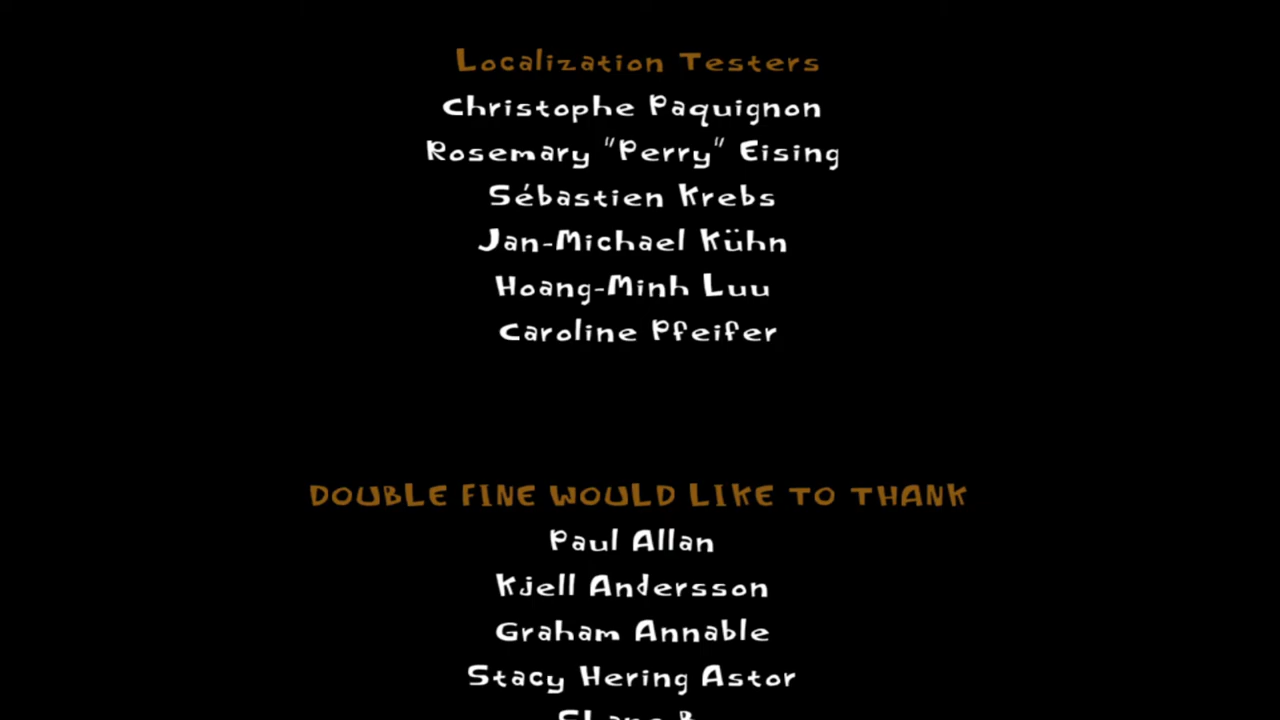 Localization Testers
Christophe Paquignon
Rosemary "Perry" Eising
Sébastien Krebs
Jan-Michael Kühn
Hoang-Minh Luu
Caroline Pfeifer
DOUBLE FINE WOULD LIKE TO THANK
Paul Allan
Kjell Andersson
Graham Annable
Stacy Hering Astor